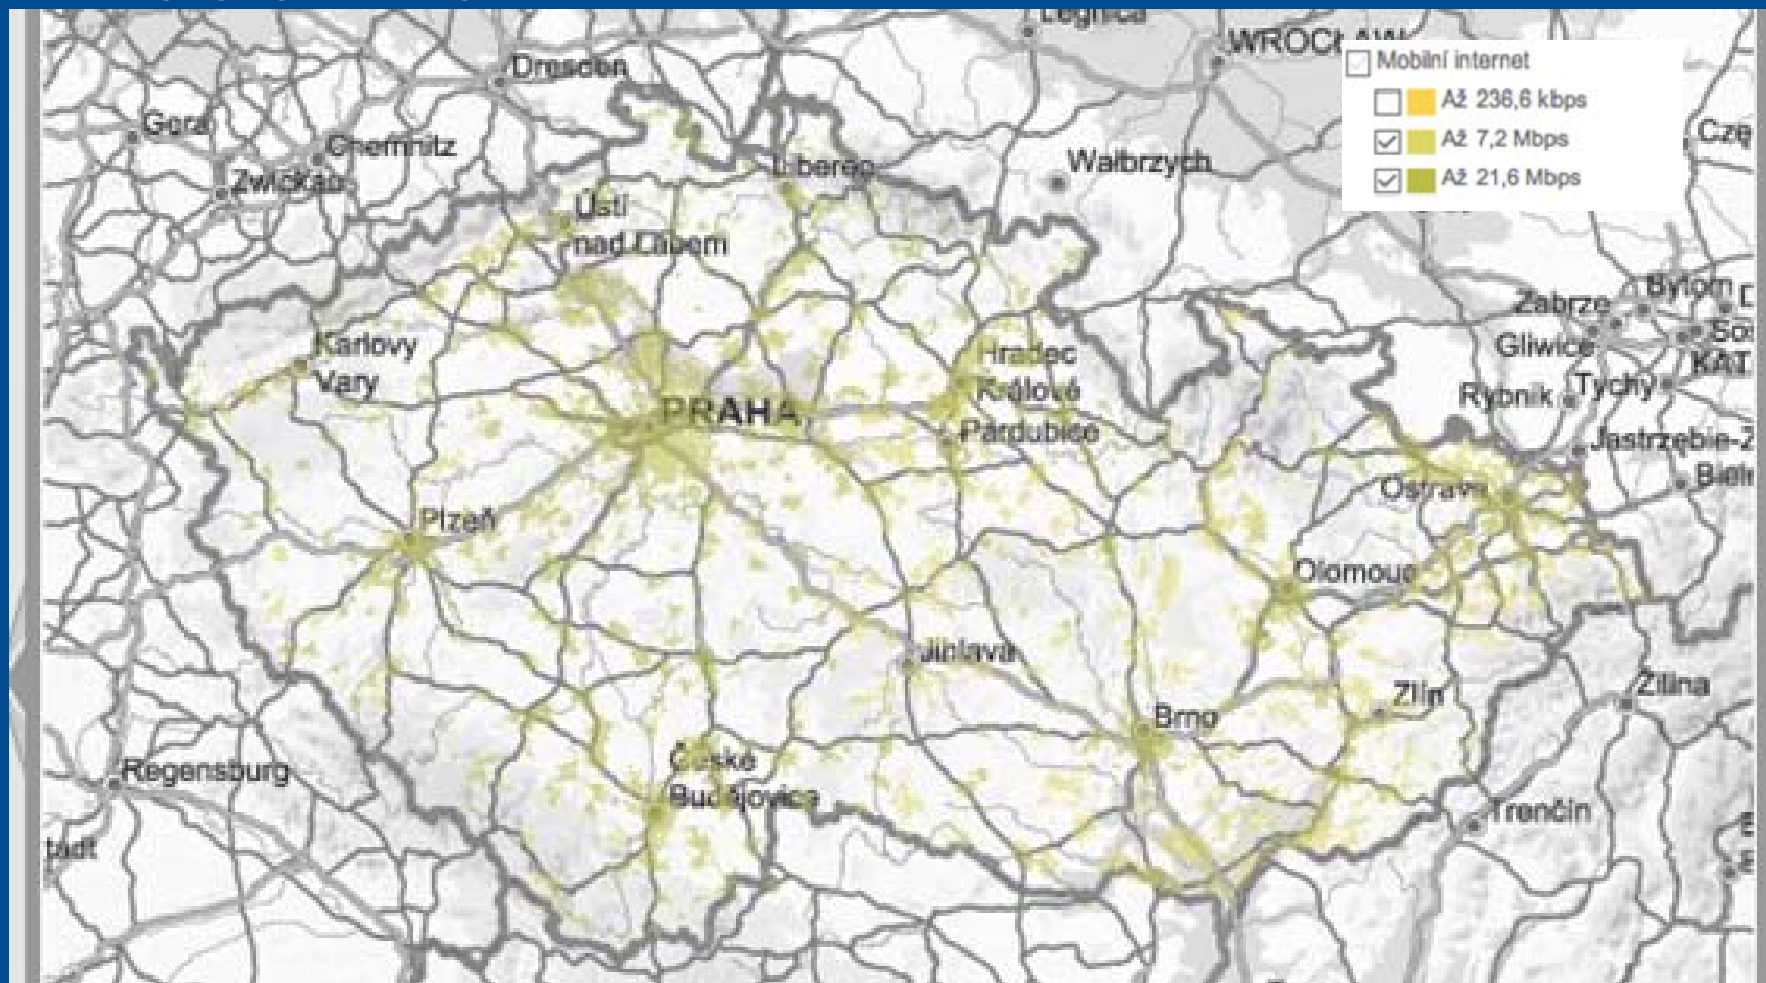 Legnica
WROCŁAW
Mobilní internet
Až 236,6 kbps
Až 7,2 Mbps
Až 21,6 Mbps
Dresden
Gera
Chemnitz
Zwickau
Liberec
Wałbrzych
Ústí
nad Labem
Karlovy
Vary
PRAHA
Hradec
Králové
Pardubice
Zabrze
Bytom
Gliwice
KAT
Rybnik
Tychy
Jastrzębie-Z
Ostrava
Plzeň
Olomouc
Jihlava
Zlín
Žilina
Brno
Regensburg
České
Budějovice
Trenčín